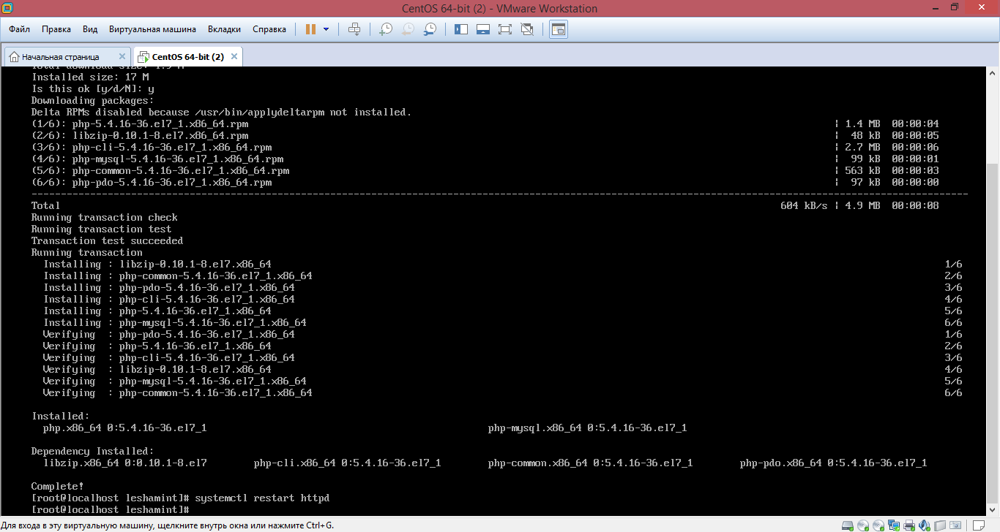 CentOS 64-bit (2) - VMware Workstation
Файл Правка Вид Виртуальная машина Вкладки Справка
Начальная страница CentOS 64-bit (2)
Total download size: 4.9 M
Installed size: 17 M
Is this ok [y/d/N]: y
Downloading packages:
Delta RPMs disabled because /usr/bin/applydeltarpm not installed.
(1/6): php-5.4.16-36.el7_1.x86_64.rpm | 1.4 MB 00:00:04
(2/6): libzip-0.10.1-8.el7.x86_64.rpm | 48 kB 00:00:05
(3/6): php-cli-5.4.16-36.el7_1.x86_64.rpm | 2.7 MB 00:00:06
(4/6): php-mysql-5.4.16-36.el7_1.x86_64.rpm | 99 kB 00:00:01
(5/6): php-common-5.4.16-36.el7_1.x86_64.rpm | 563 kB 00:00:03
(6/6): php-pdo-5.4.16-36.el7_1.x86_64.rpm | 97 kB 00:00:00
--------------------------------------------------------------------------------
Total 604 kB/s | 4.9 MB 00:00:08
Running transaction check
Running transaction test
Transaction test succeeded
Running transaction
Installing : libzip-0.10.1-8.el7.x86_64 1/6
Installing : php-common-5.4.16-36.el7_1.x86_64 2/6
Installing : php-pdo-5.4.16-36.el7_1.x86_64 3/6
Installing : php-cli-5.4.16-36.el7_1.x86_64 4/6
Installing : php-5.4.16-36.el7_1.x86_64 5/6
Installing : php-mysql-5.4.16-36.el7_1.x86_64 6/6
Verifying : php-pdo-5.4.16-36.el7_1.x86_64 1/6
Verifying : php-5.4.16-36.el7_1.x86_64 2/6
Verifying : php-cli-5.4.16-36.el7_1.x86_64 3/6
Verifying : libzip-0.10.1-8.el7.x86_64 4/6
Verifying : php-mysql-5.4.16-36.el7_1.x86_64 5/6
Verifying : php-common-5.4.16-36.el7_1.x86_64 6/6
Installed:
php.x86_64 0:5.4.16-36.el7_1 php-mysql.x86_64 0:5.4.16-36.el7_1
Dependency Installed:
libzip.x86_64 0:0.10.1-8.el7 php-cli.x86_64 0:5.4.16-36.el7_1 php-common.x86_64 0:5.4.16-36.el7_1 php-pdo.x86_64 0:5.4.16-36.el7_1
Complete!
[root@localhost leshamint]# systemctl restart httpd
[root@localhost leshamint]#
Для входа в эту виртуальную машину, щелкните внутрь окна или нажмите Ctrl+G.